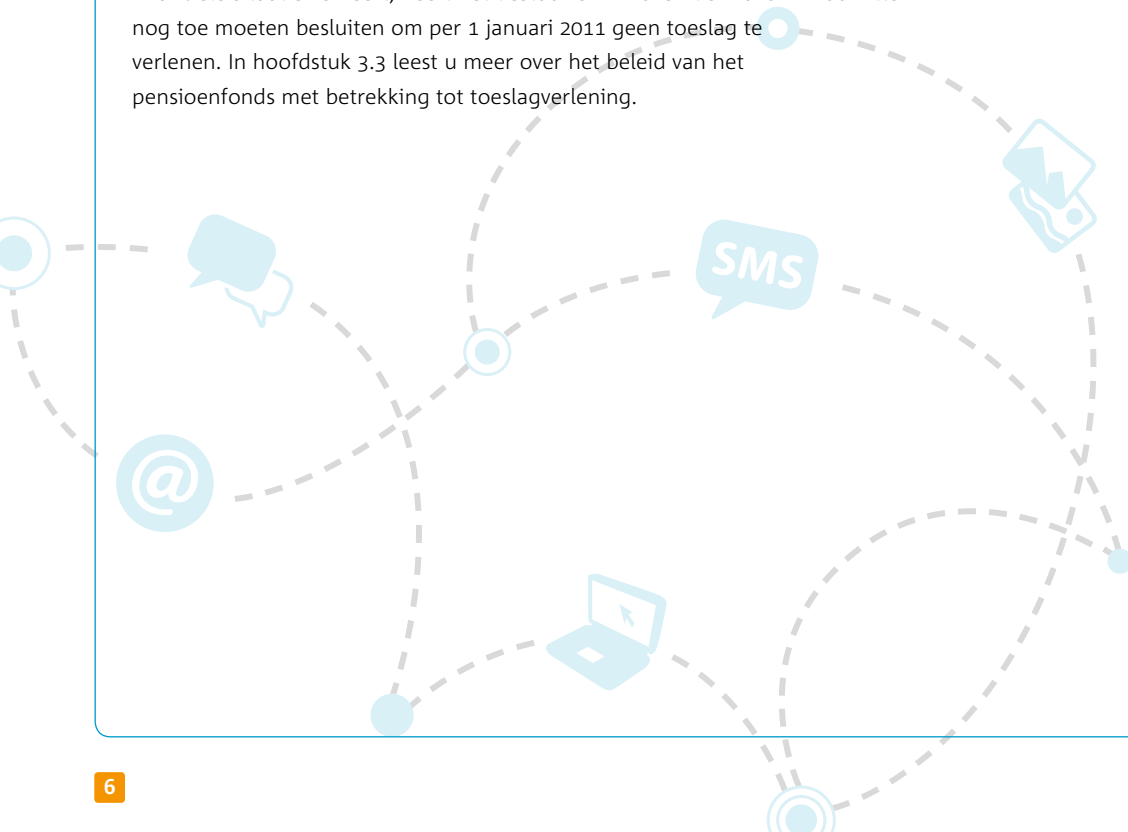 nog toe moeten besluiten om per 1 januari 2011 geen toeslag te
verlenen. In hoofdstuk 3.3 leest u meer over het beleid van het
pensioenfonds met betrekking tot toeslagverlening.
SMS
@
6